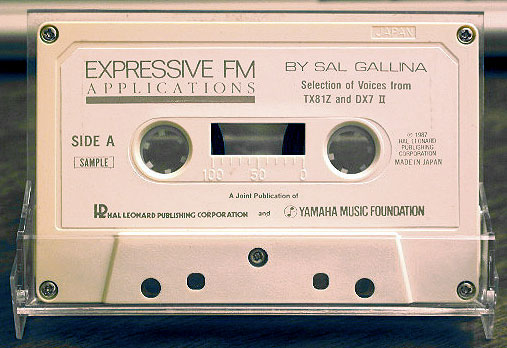 JAPAN
EXPRESSIVE FM
APPLICATIONS
BY SAL GALLINA
Selection of Voices from
TX81Z and DX7 II
SIDE A
SAMPLE
100 50 0
© 1987
HAL LEONARD
PUBLISHING
CORPORATION
MADE IN JAPAN
A Joint Publication of
HAL LEONARD PUBLISHING CORPORATION and YAMAHA MUSIC FOUNDATION